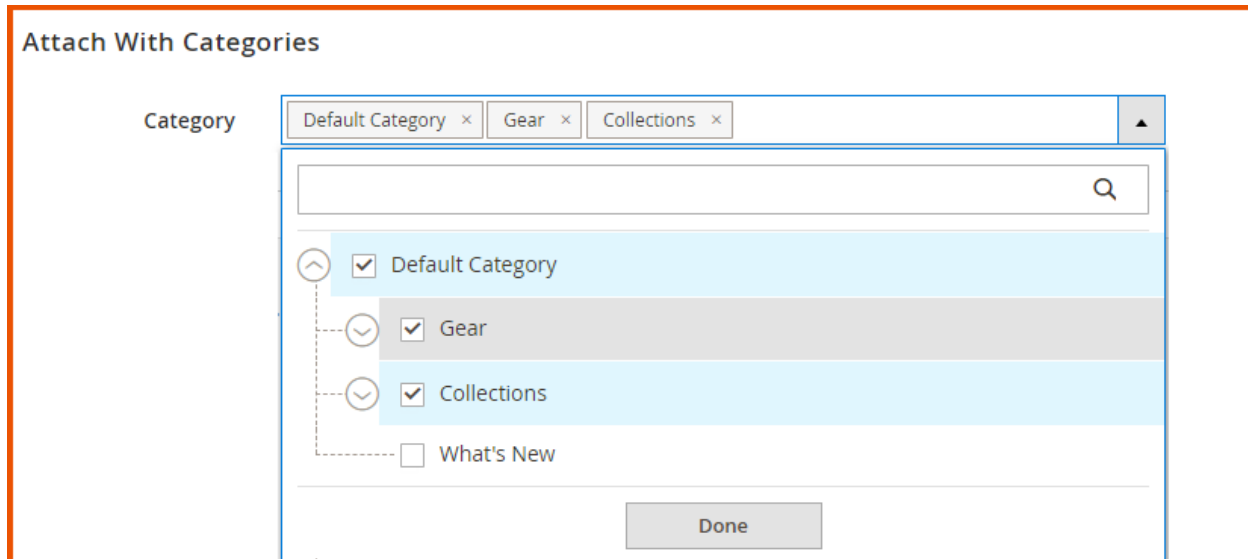 Attach With Categories
Category Default Category × Gear × Collections ×
Default Category
Gear
Collections
What's New
Done